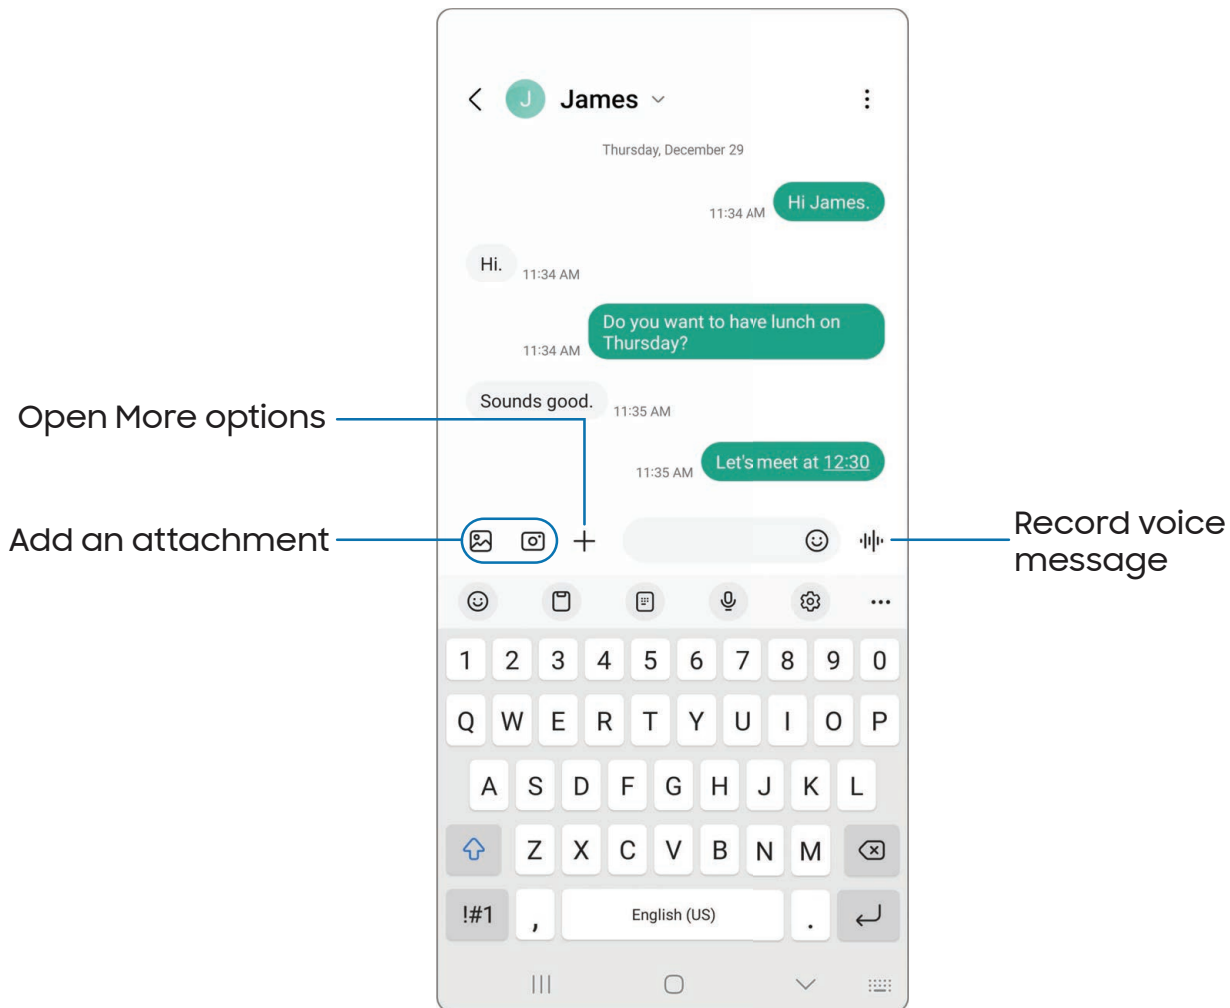 J James
Thursday, December 29
11:34 AM Hi James.
Hi. 11:34 AM
Do you want to have lunch on
11:34 AM Thursday?
Sounds good. 11:35 AM
Open More options
11:35 AM Let's meet at 12:30
Add an attachment
Record voice
message
1 2 3 4 5 6 7 8 9 0
Q W E R T Y U I O P
A S D F G H J K L
Z X C V B N M
!#1 , English (US) .